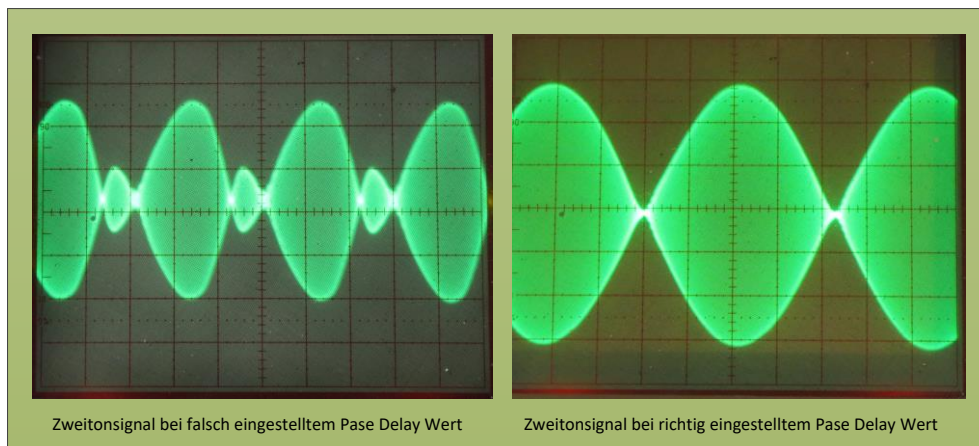 Zweitonsignal bei falsch eingestelltem Pase Delay Wert
Zweitonsignal bei richtig eingestelltem Pase Delay Wert